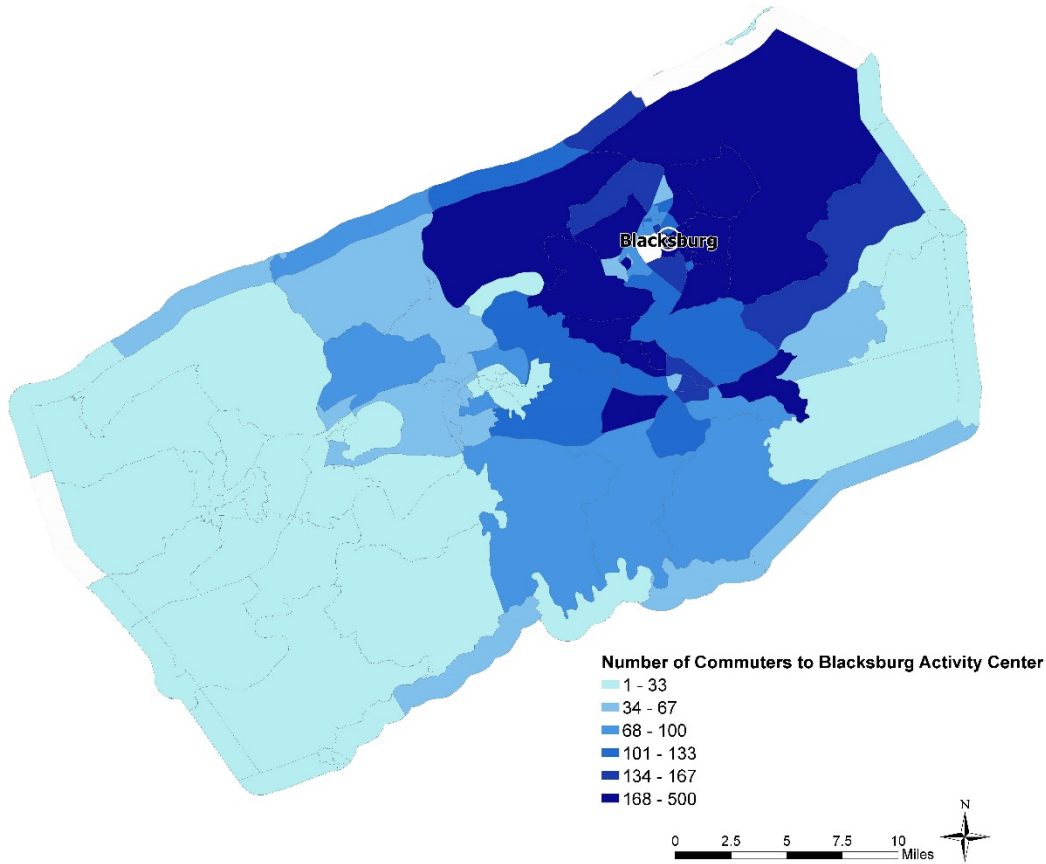 Blacksburg
Number of Commuters to Blacksburg Activity Center
1 - 33
34 - 67
68 - 100
101 - 133
134 - 167
168 - 500
N
0 2.5 5 7.5 10
Miles